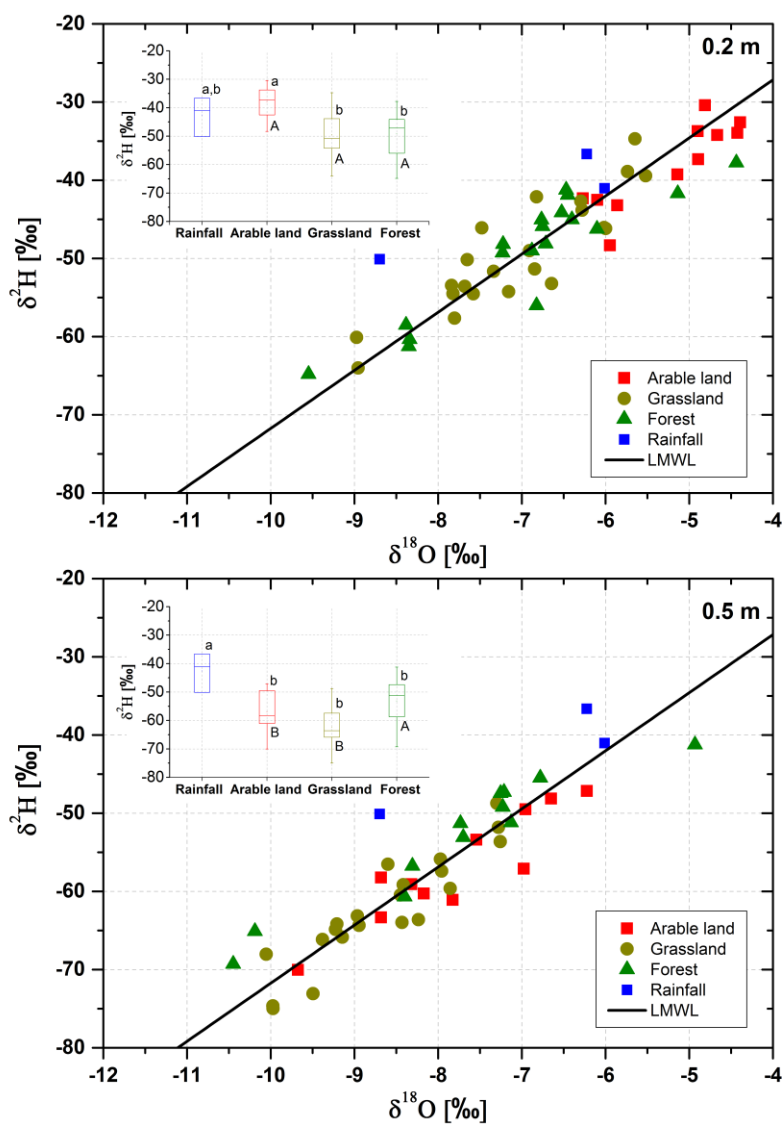 -20
-30
-40
-50
-60
-70
-80
δ²H [‰]
0.2 m
-20
-30
-40
-50
-60
-70
-80
δ²H [‰]
a,b
a
b
b
A
A
A
Rainfall Arable land Grassland Forest
Arable land
Grassland
Forest
Rainfall
LMWL
-12 -11 -10 -9 -8 -7 -6 -5 -4
δ¹⁸O [‰]
-20
-30
-40
-50
-60
-70
-80
δ²H [‰]
0.5 m
-20
-30
-40
-50
-60
-70
-80
δ²H [‰]
a
b
b
b
B
B
A
Rainfall Arable land Grassland Forest
Arable land
Grassland
Forest
Rainfall
LMWL
-12 -11 -10 -9 -8 -7 -6 -5 -4
δ¹⁸O [‰]